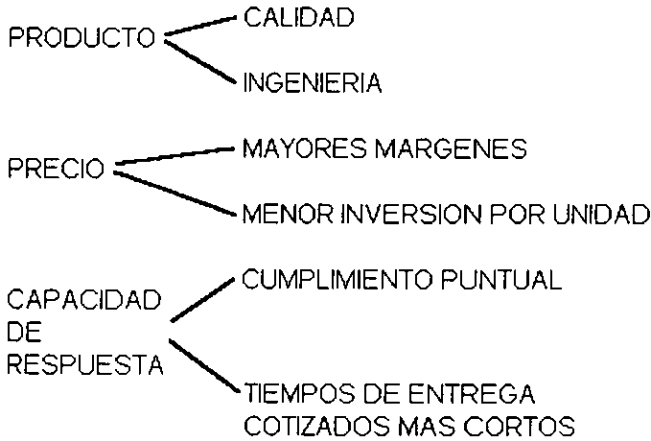 CALIDAD
PRODUCTO
INGENIERIA
MAYORES MARGENES
PRECIO
MENOR INVERSION POR UNIDAD
CUMPLIMIENTO PUNTUAL
CAPACIDAD
DE
RESPUESTA
TIEMPOS DE ENTREGA
COTIZADOS MAS CORTOS